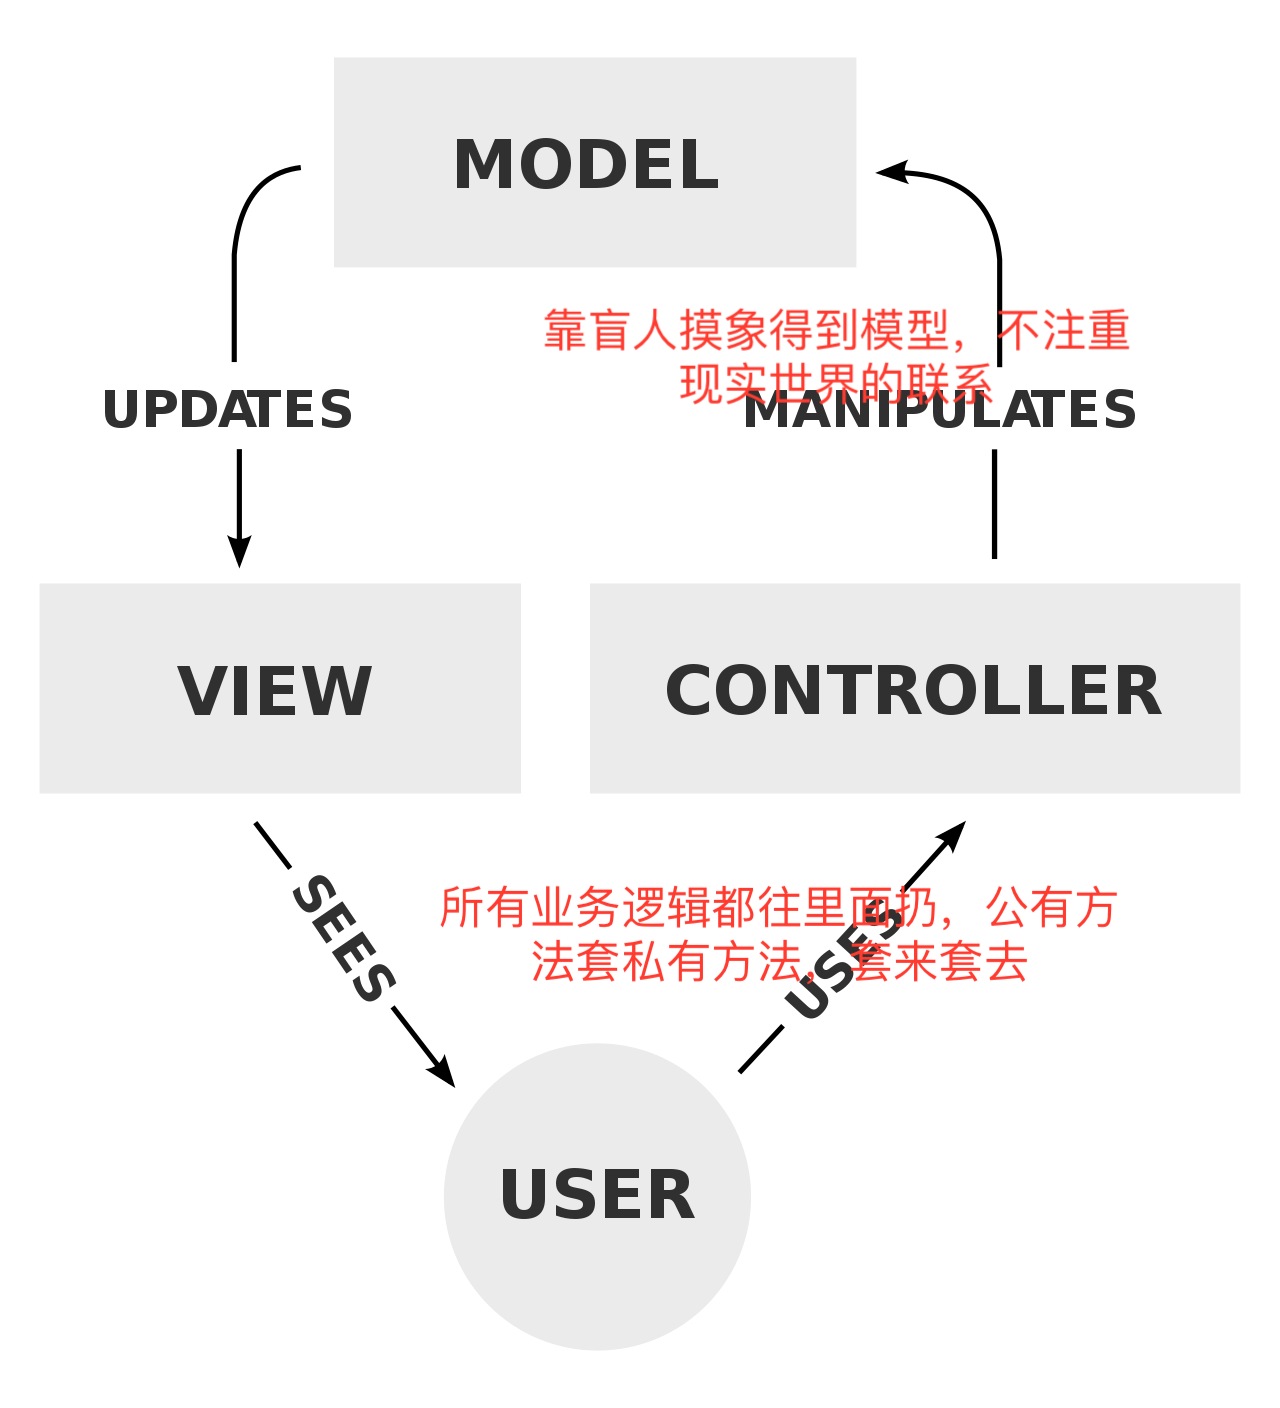 MODEL
靠盲人摸象得到模型，不注重
现实世界的联系
UPDATES
MANIPULATES
VIEW
CONTROLLER
SEES
所有业务逻辑都往里面扔，公有方
法套私有方法，套来套去
USES
USER